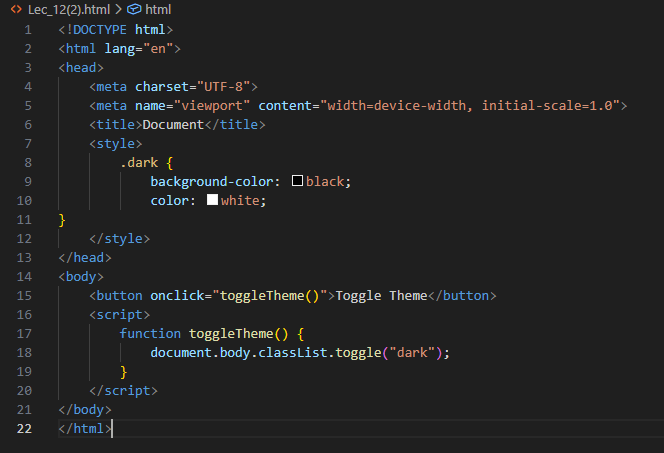 Lec_12(2).html > html
1 <!DOCTYPE html>
2 <html lang="en">
3 <head>
4     <meta charset="UTF-8">
5     <meta name="viewport" content="width=device-width, initial-scale=1.0">
6     <title>Document</title>
7     <style>
8         .dark {
9             background-color: black;
10             color: white;
11 }
12     </style>
13 </head>
14 <body>
15     <button onclick="toggleTheme()">Toggle Theme</button>
16     <script>
17         function toggleTheme() {
18             document.body.classList.toggle("dark");
19         }
20     </script>
21 </body>
22 </html>